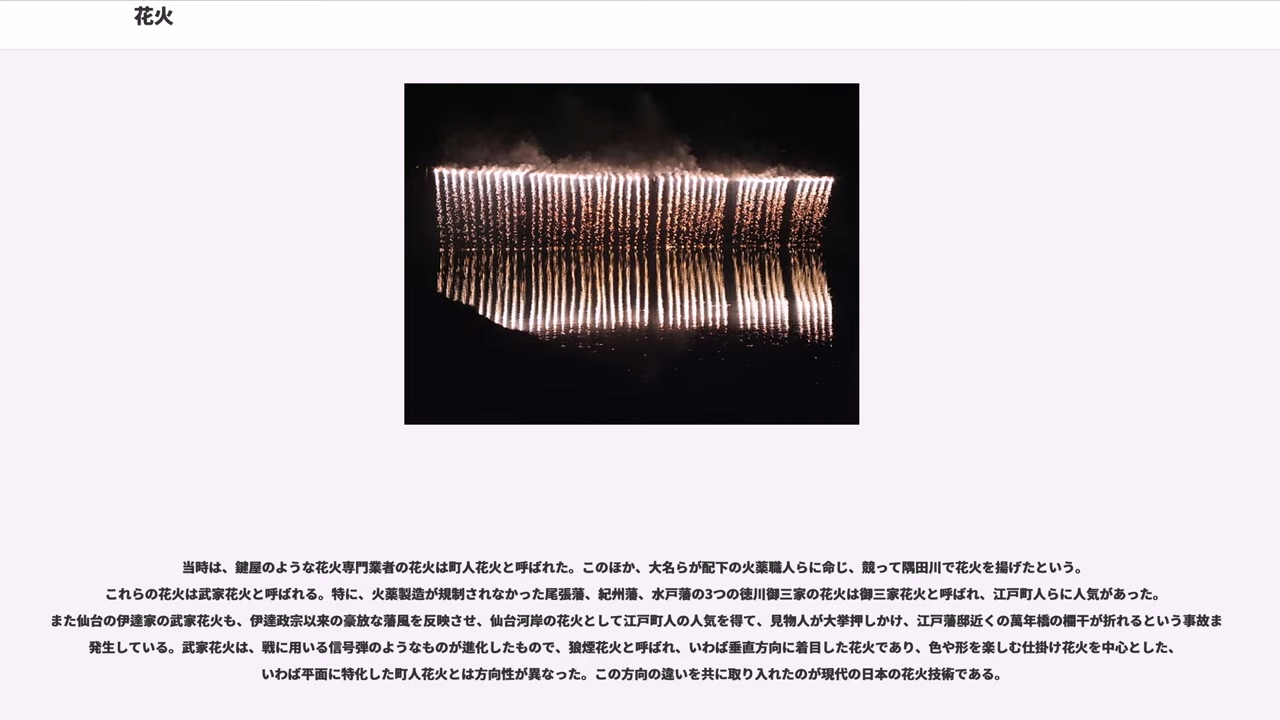 花火
当時は、鍵屋のような花火専門業者の花火は町人花火と呼ばれた。このほか、大名らが配下の火薬職人らに命じ、競って隅田川で花火を揚げたという。
これらの花火は武家花火と呼ばれる。特に、火薬製造が規制されなかった尾張藩、紀州藩、水戸藩の3つの徳川御三家の花火は御三家花火と呼ばれ、江戸町人らに人気があった。
また仙台の伊達家の武家花火も、伊達政宗以来の豪放な藩風を反映させ、仙台河岸の花火として江戸町人の人気を得て、見物人が大挙押しかけ、江戸藩邸近くの萬年橋の欄干が折れるという事故ま
発生している。武家花火は、戦に用いる信号弾のようなものが進化したもので、狼煙花火と呼ばれ、いわば垂直方向に着目した花火であり、色や形を楽しむ仕掛け花火を中心とした、
いわば平面に特化した町人花火とは方向性が異なった。この方向の違いを共に取り入れたのが現代の日本の花火技術である。